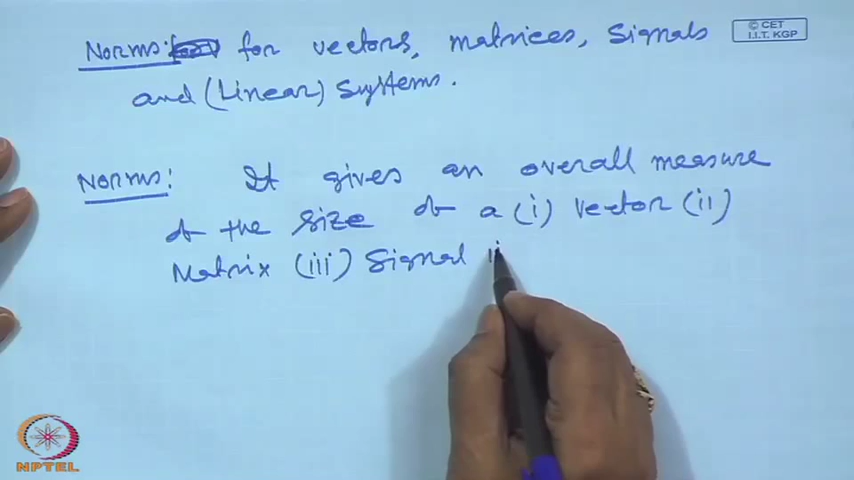 Norms: for vectors, matrices, Signals
© CET
I.I.T. KGP
and (Linear) Systems.
Norms: It gives an overall measure
of the size of a (i) vector (ii)
Matrix (iii) Signal
NPTEL